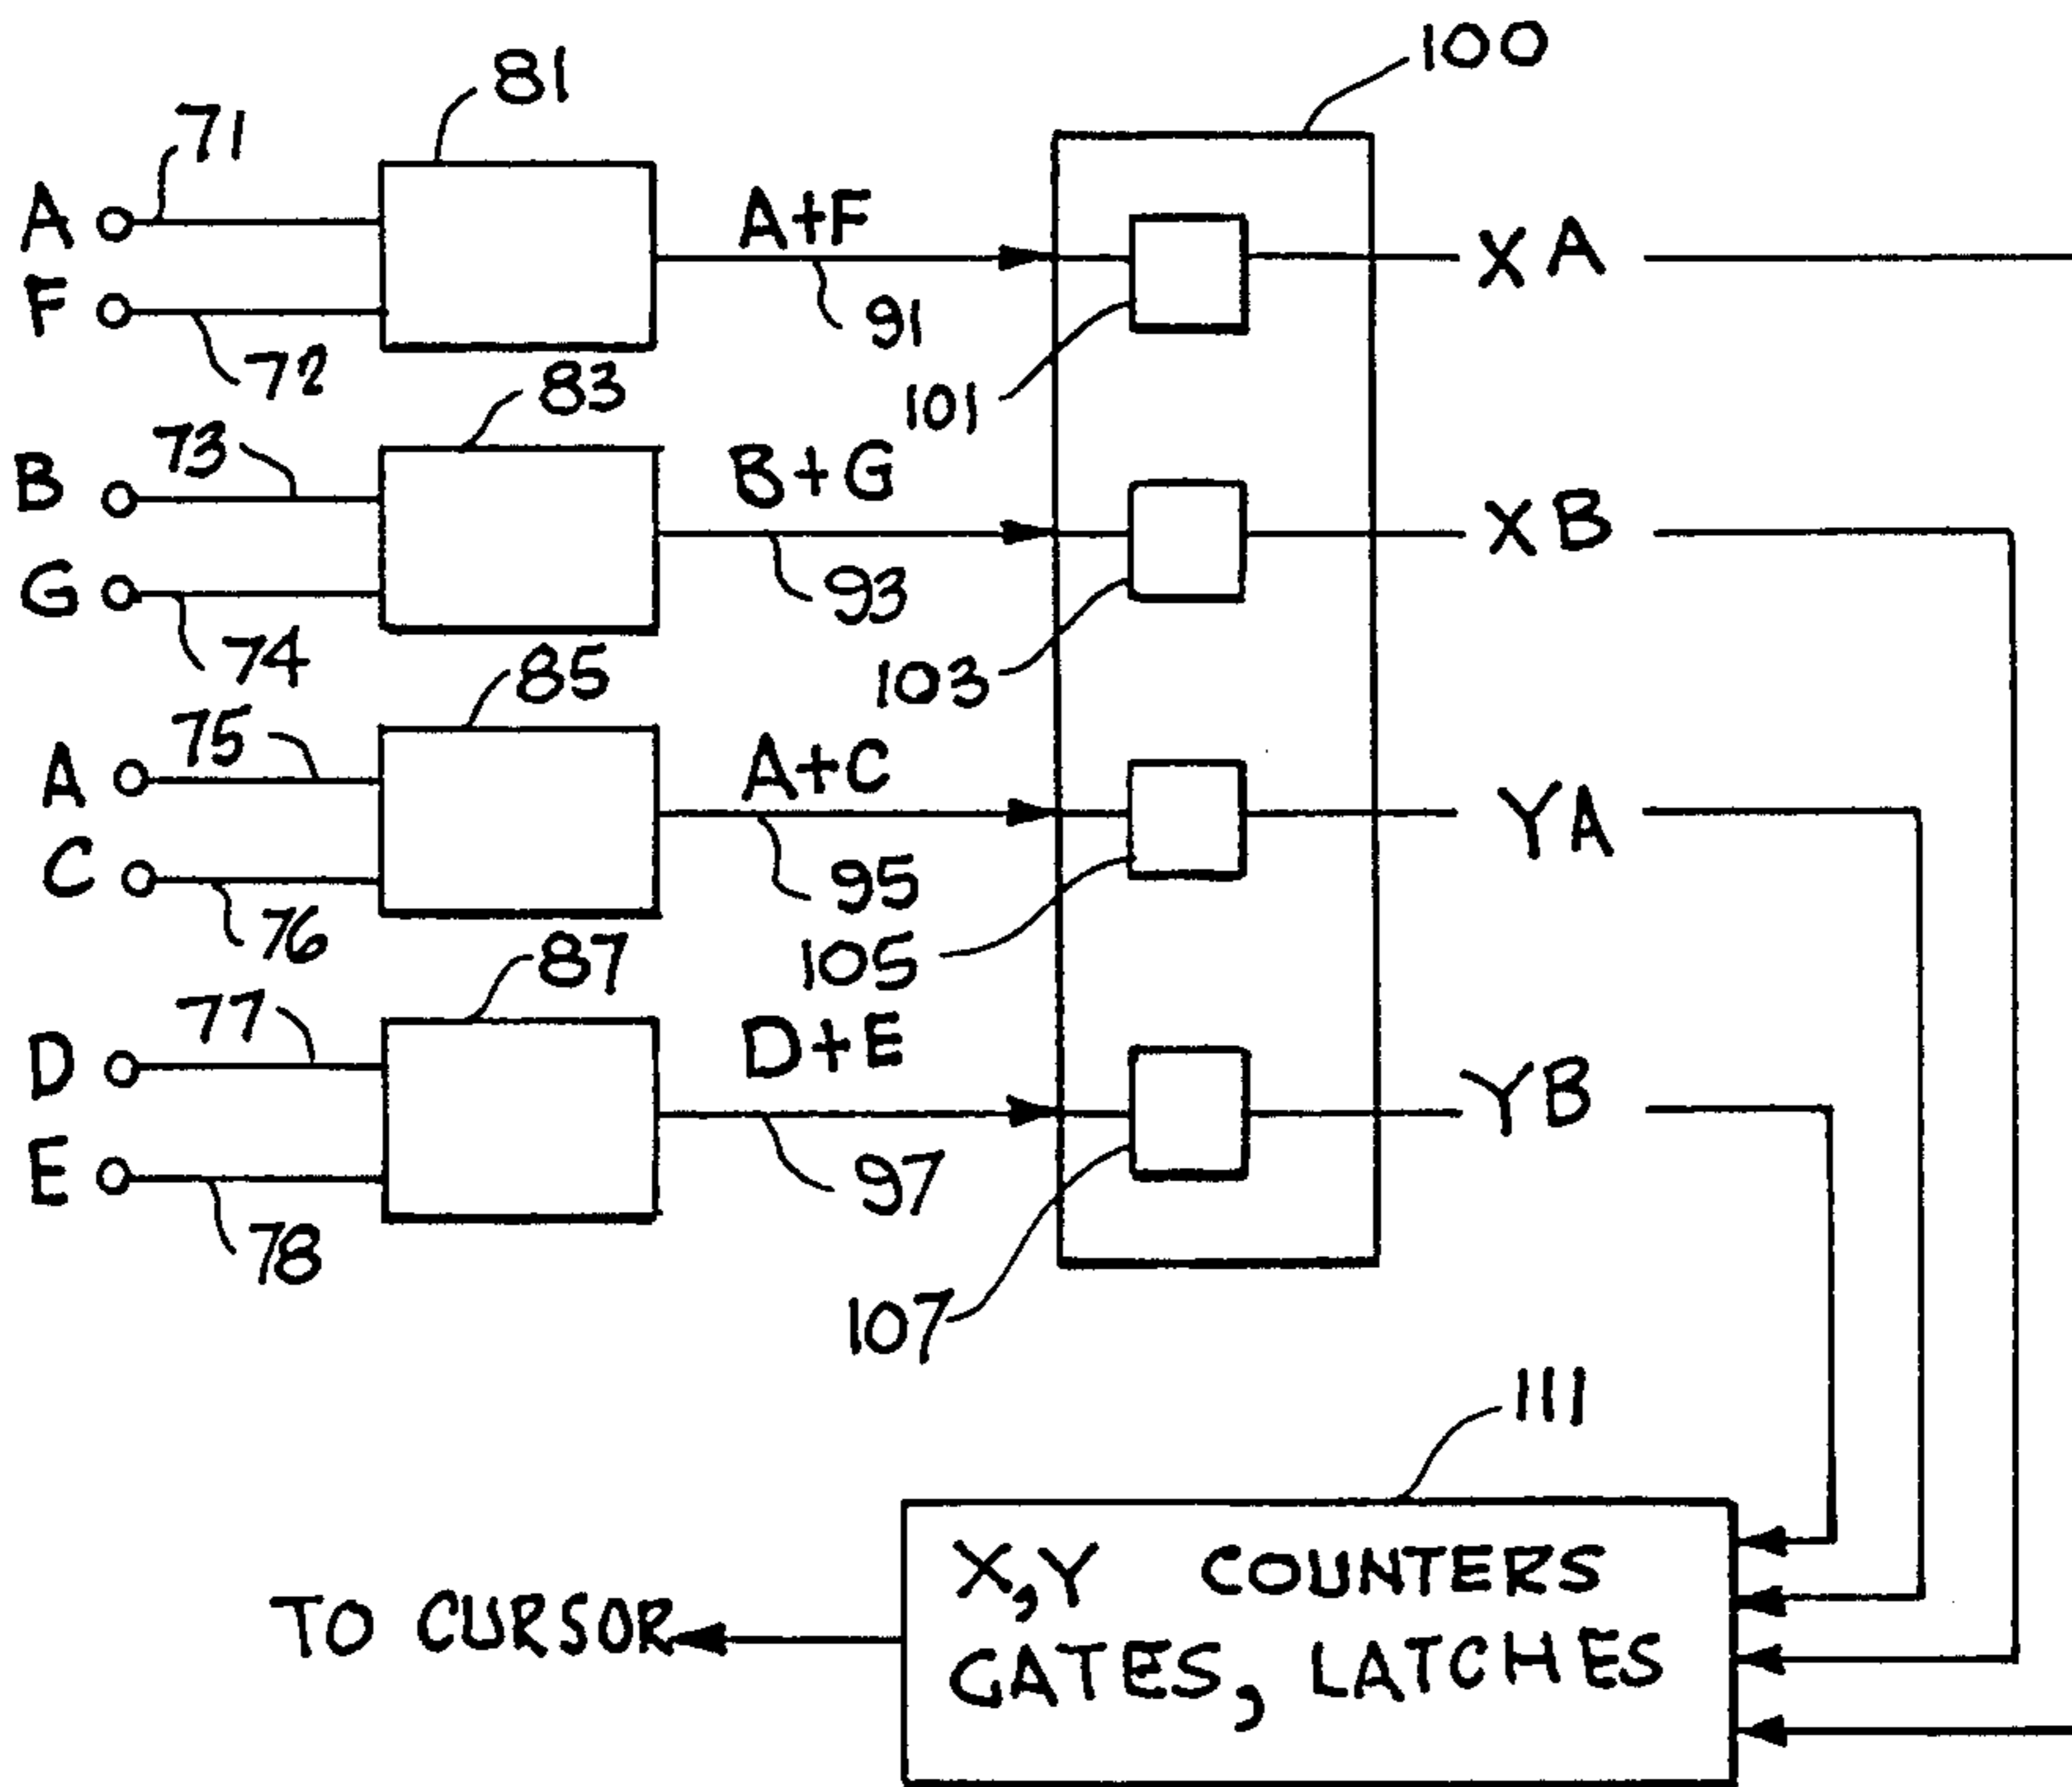 100
81
71
A
A+F
XA
F
91
72
101
83
73
B
B+G
XB
G
93
74
103
85
75
A
A+C
YA
C
95
76
105
87
77
D
D+E
YB
E
97
78
107
111
X,Y COUNTERS
GATES, LATCHES
TO CURSOR